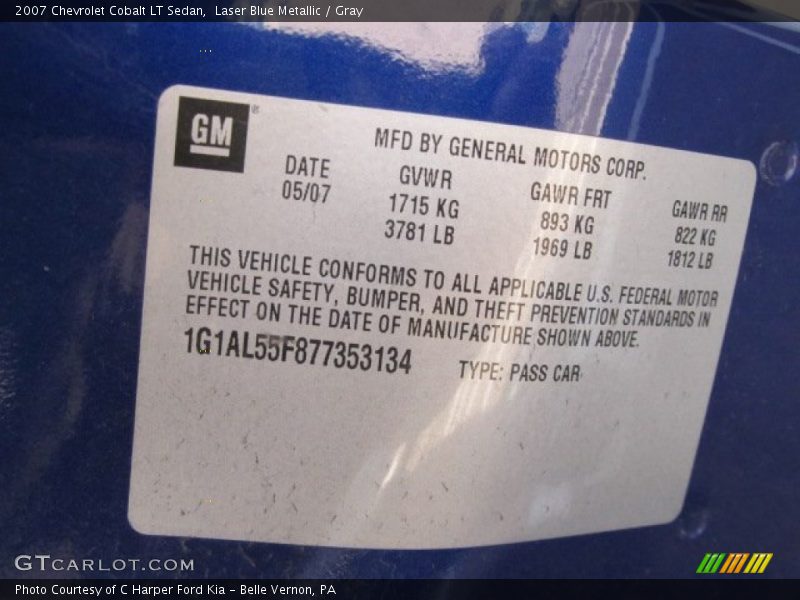 2007 Chevrolet Cobalt LT Sedan,  Laser Blue Metallic / Gray
GM®
MFD BY GENERAL MOTORS CORP.
DATE GVWR GAWR FRT GAWR RR
05/07 1715 KG 893 KG 822 KG
3781 LB 1969 LB 1812 LB
THIS VEHICLE CONFORMS TO ALL APPLICABLE U.S. FEDERAL MOTOR
VEHICLE SAFETY, BUMPER, AND THEFT PREVENTION STANDARDS IN
EFFECT ON THE DATE OF MANUFACTURE SHOWN ABOVE.
1G1AL55F877353134 TYPE: PASS CAR
GTCARLOT.COM
Photo Courtesy of C Harper Ford Kia – Belle Vernon, PA